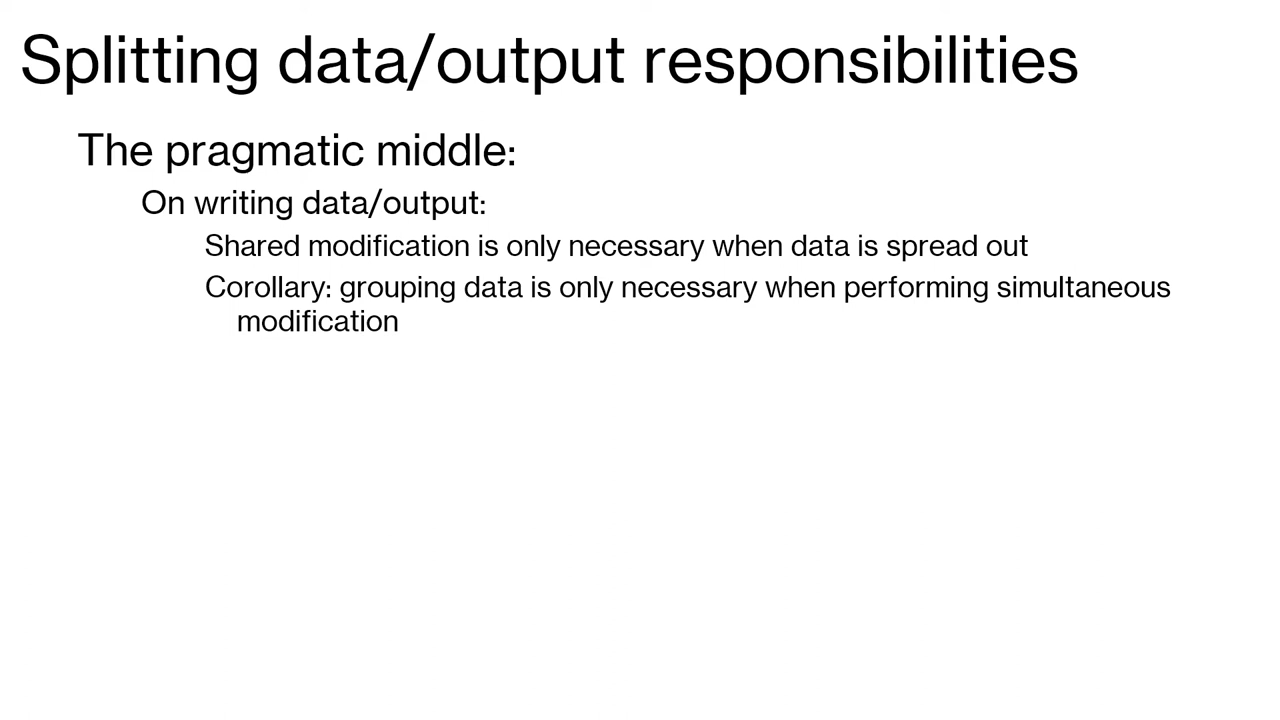 Splitting data/output responsibilities
The pragmatic middle:
On writing data/output:
Shared modification is only necessary when data is spread out
Corollary: grouping data is only necessary when performing simultaneous
modification